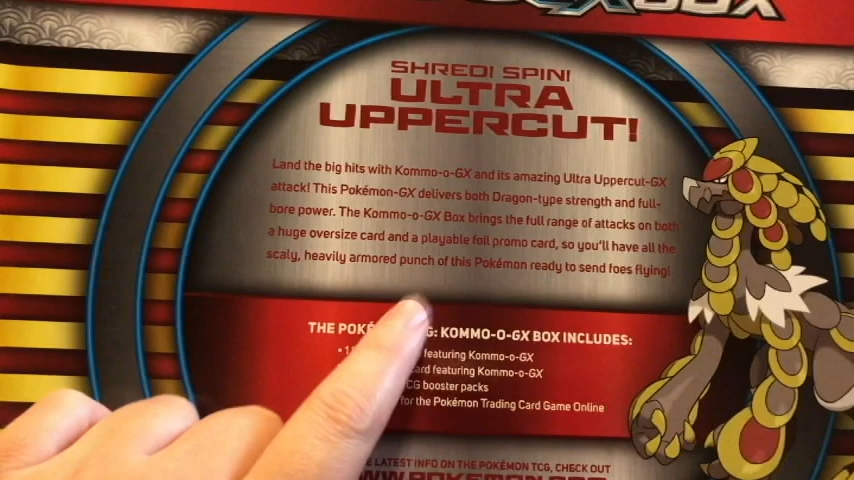 BOX
SHRED! SPIN!
ULTRA
UPPERCUT!
Land the big hits with Kommo-o-GX and its amazing Ultra Uppercut-GX
attack! This Pokémon-GX delivers both Dragon-type strength and full-
bore power. The Kommo-o-GX Box brings the full range of attacks on both
a huge oversize card and a playable foil promo card, so you'll have all the
scaly, heavily armored punch of this Pokémon ready to send foes flying!
THE KOMMO-O-GX BOX INCLUDES:
featuring Kommo-o-GX
card featuring Kommo-o-GX
booster packs
for the Pokémon Trading Card Game Online
LATEST INFO ON THE POKÉMON TCG, CHECK OUT